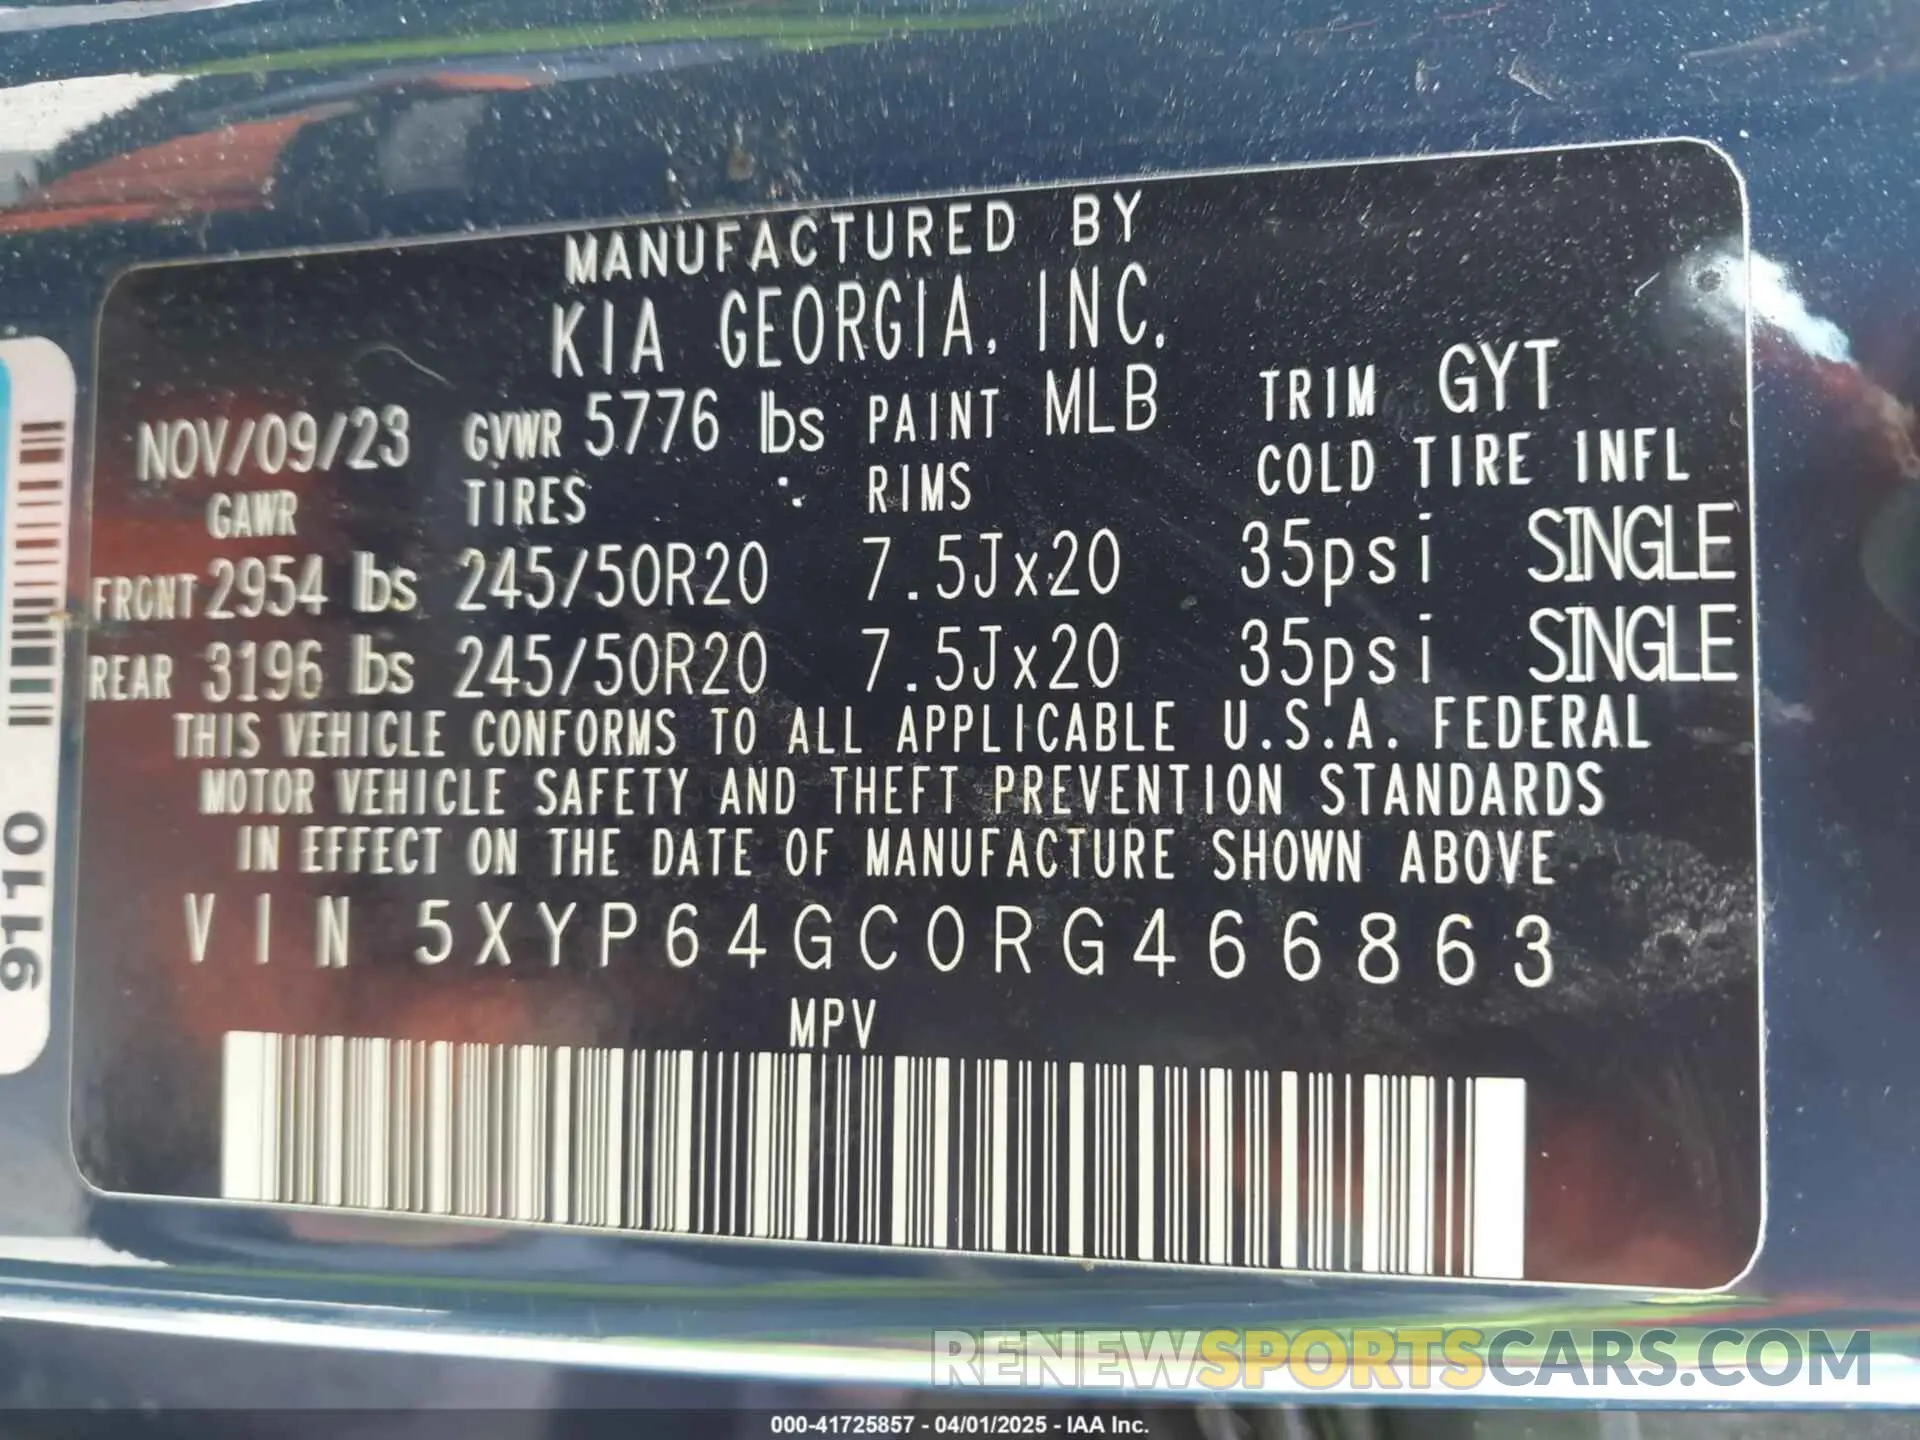 MANUFACTURED BY
KIA GEORGIA, INC.
NOV/09/23 GVWR 5776 lbs PAINT MLB TRIM GYT
GAWR TIRES RIMS COLD TIRE INFL
FRONT 2954 lbs 245/50R20 7.5Jx20 35psi SINGLE
REAR 3196 lbs 245/50R20 7.5Jx20 35psi SINGLE
THIS VEHICLE CONFORMS TO ALL APPLICABLE U.S.A. FEDERAL
MOTOR VEHICLE SAFETY AND THEFT PREVENTION STANDARDS
IN EFFECT ON THE DATE OF MANUFACTURE SHOWN ABOVE
VIN 5XYP64GC0RG466863
MPV
9110
RENEWSPORTSCARS.COM
000-41725857 - 04/01/2025 - IAA Inc.